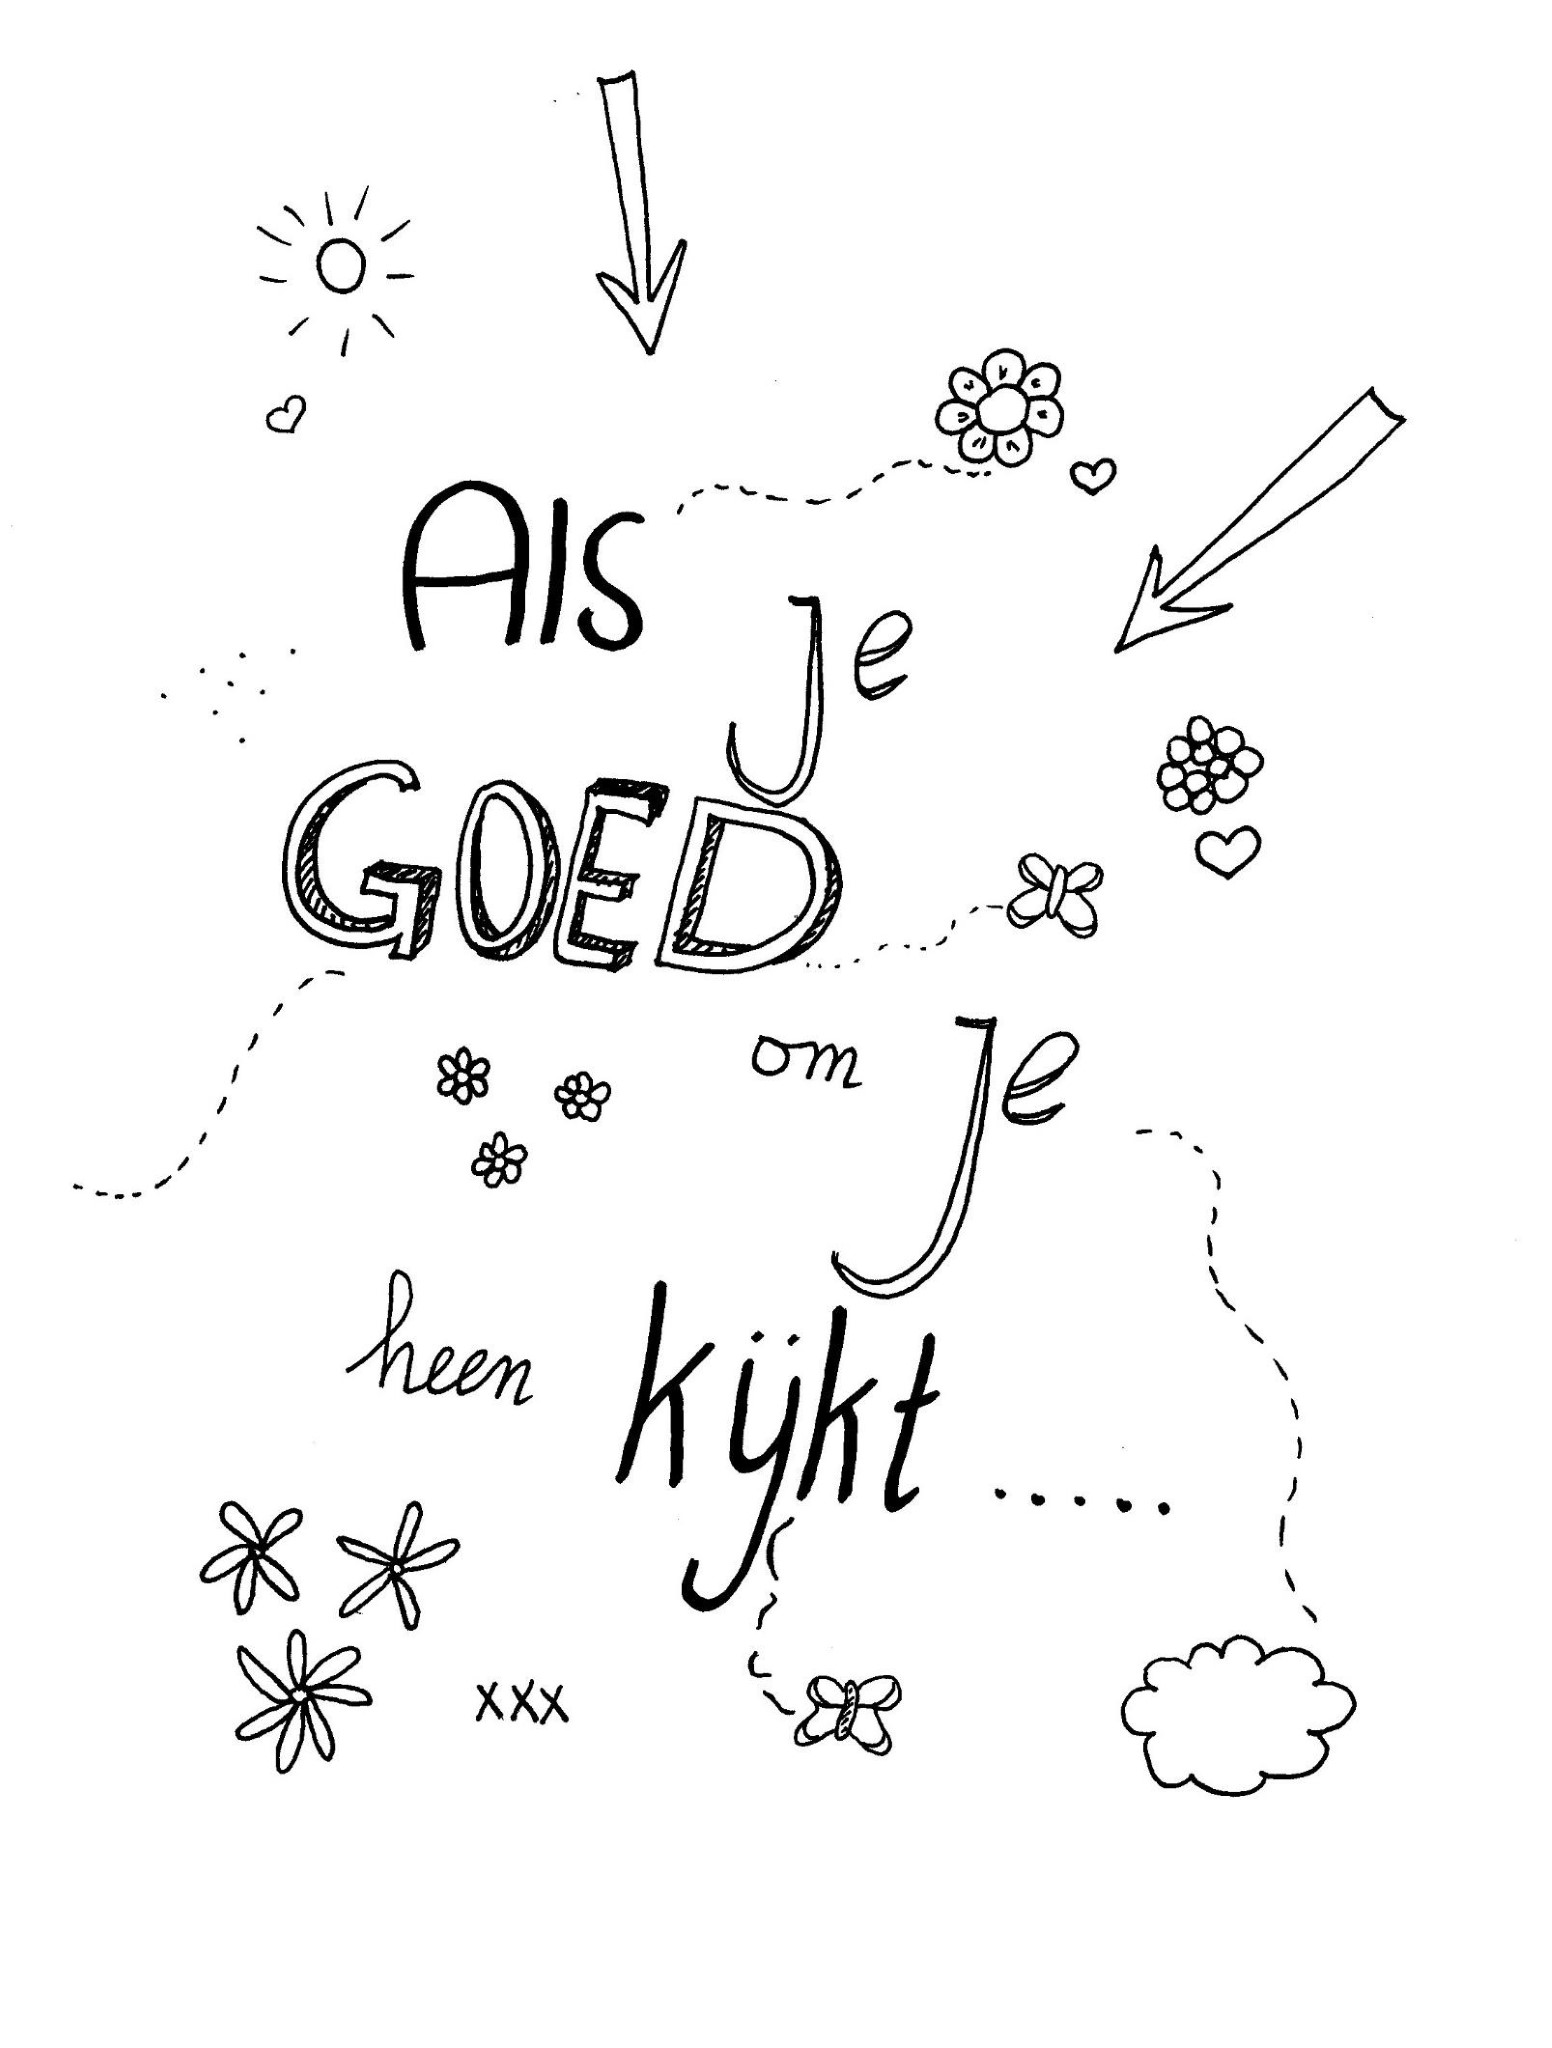 Als
je
GOED
om je
heen kijkt .....
xxx